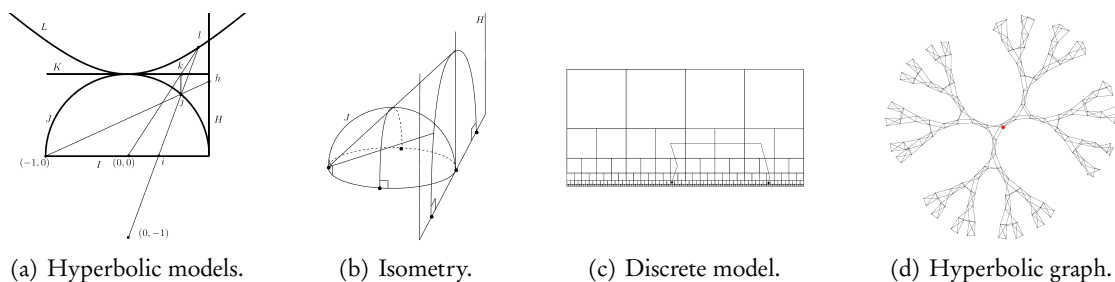 L
l
K
k
h
j
J
H
(−1, 0)
I
(0, 0)
i
(0, −1)
J
H
(a) Hyperbolic models.
(b) Isometry.
(c) Discrete model.
(d) Hyperbolic graph.